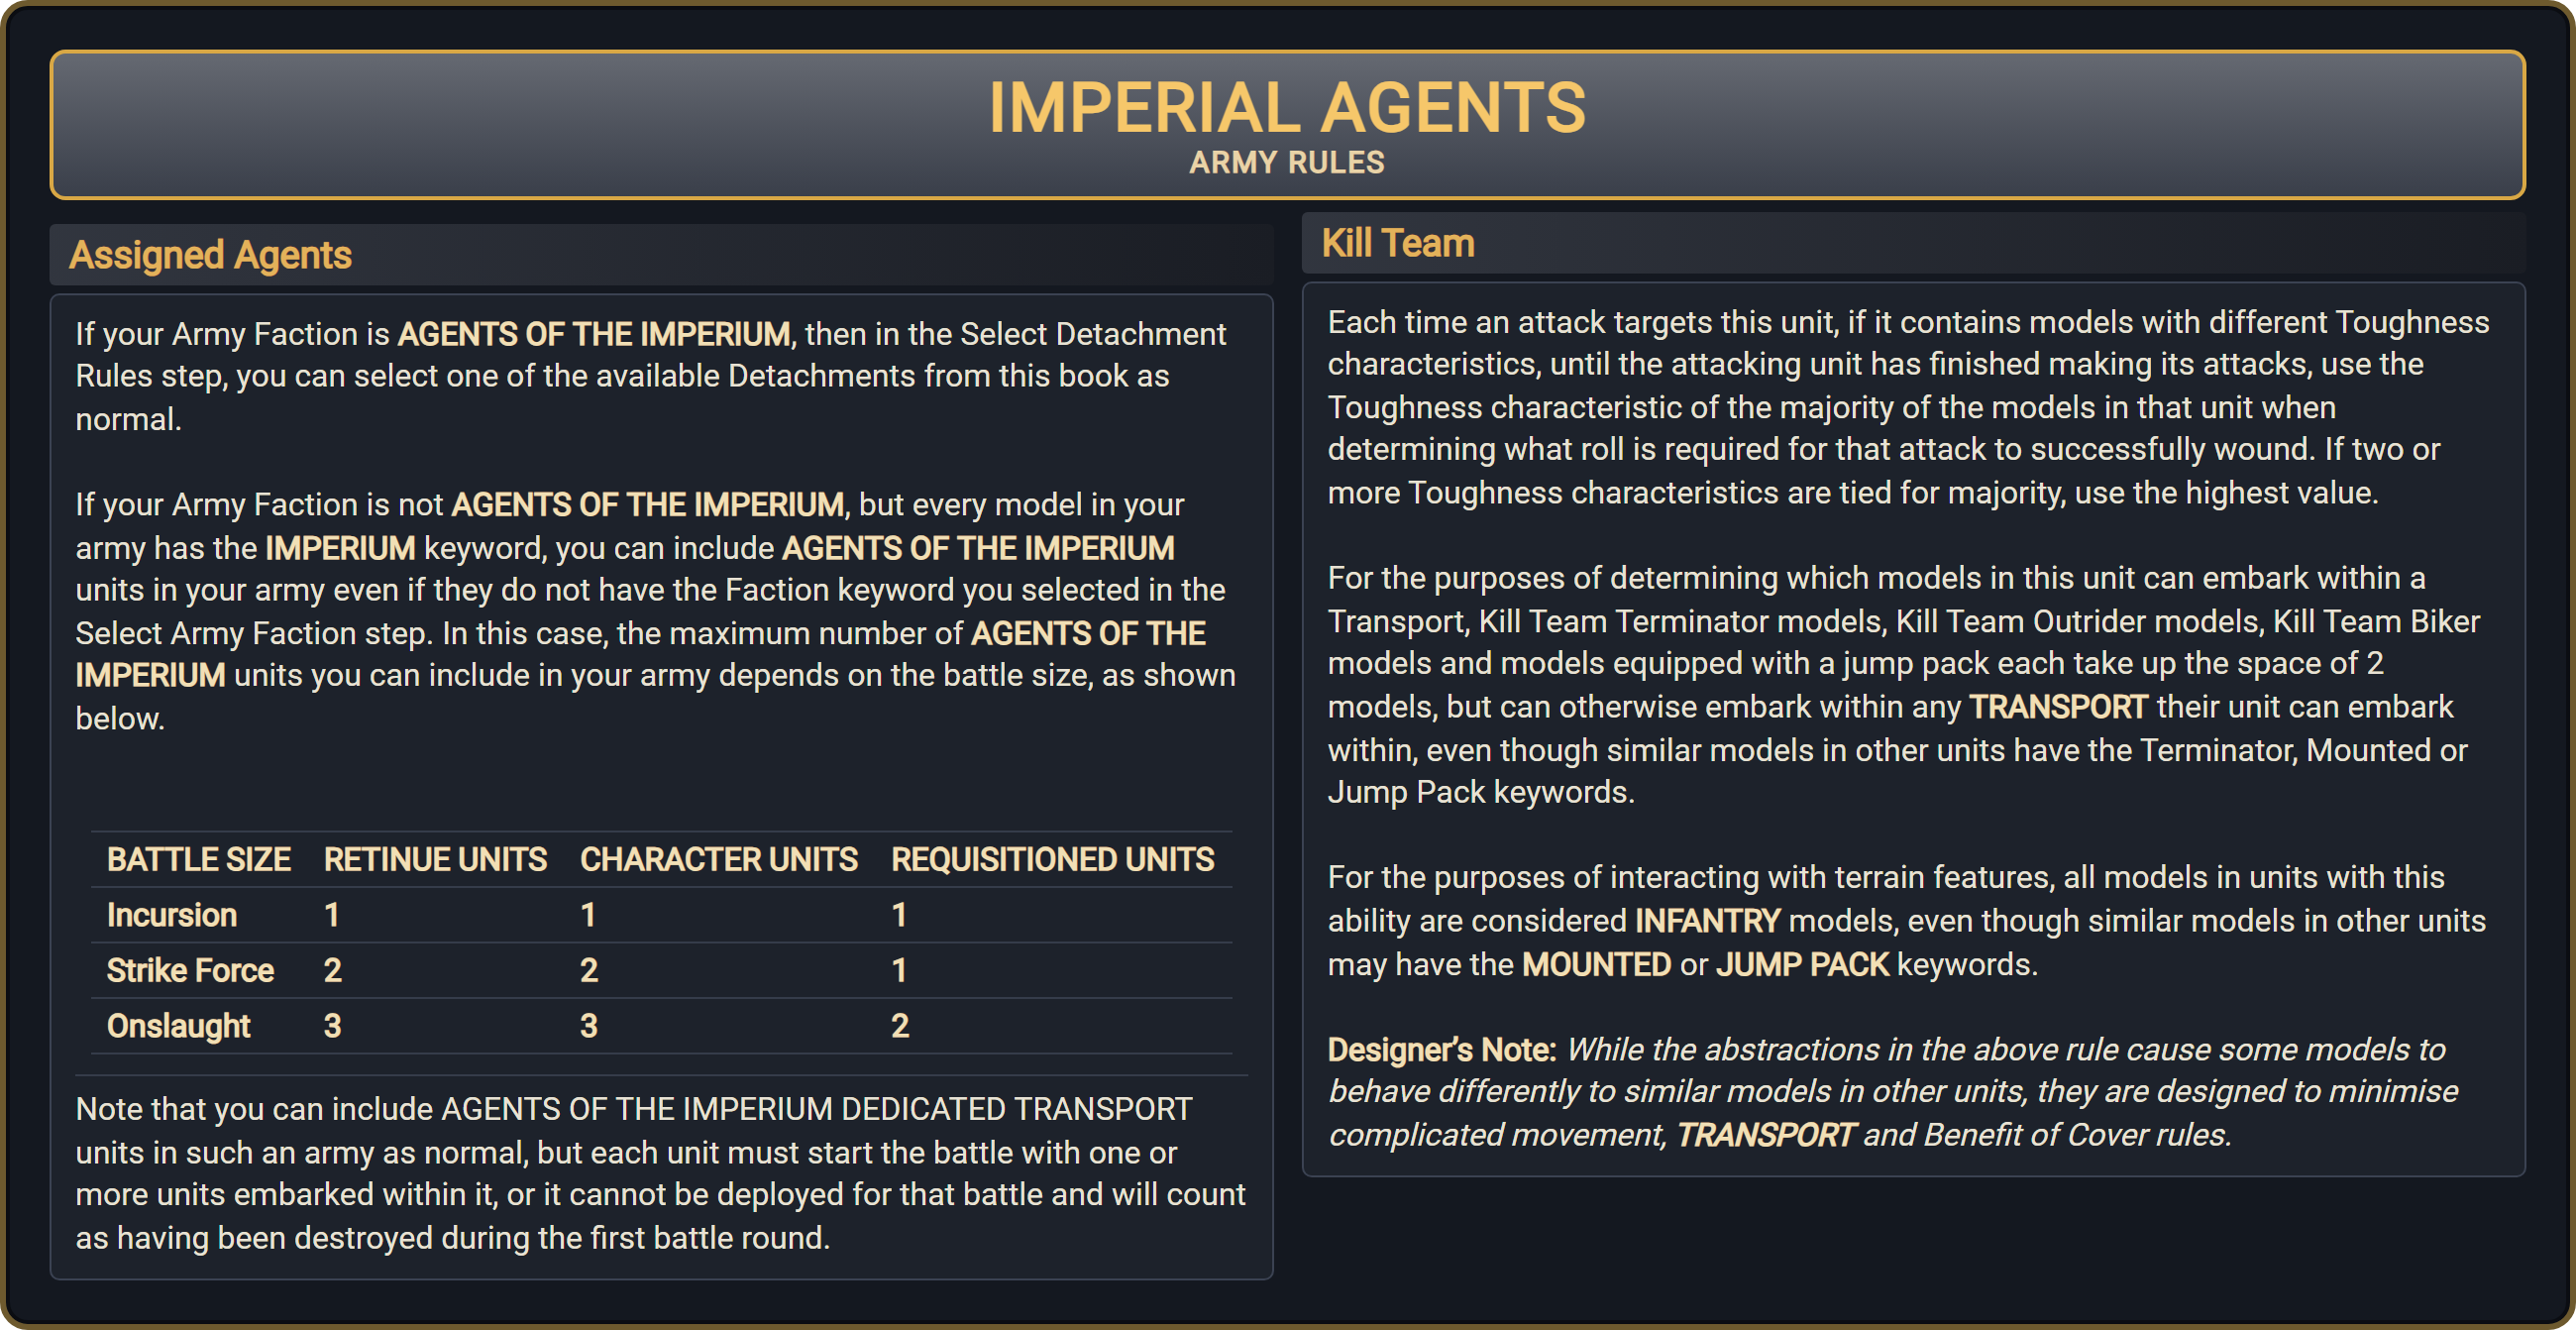 IMPERIAL AGENTS
ARMY RULES
Assigned Agents
If your Army Faction is AGENTS OF THE IMPERIUM, then in the Select Detachment
Rules step, you can select one of the available Detachments from this book as
normal.
If your Army Faction is not AGENTS OF THE IMPERIUM, but every model in your
army has the IMPERIUM keyword, you can include AGENTS OF THE IMPERIUM
units in your army even if they do not have the Faction keyword you selected in the
Select Army Faction step. In this case, the maximum number of AGENTS OF THE
IMPERIUM units you can include in your army depends on the battle size, as shown
below.
BATTLE SIZE RETINUE UNITS CHARACTER UNITS REQUISITIONED UNITS
Incursion 1 1 1
Strike Force 2 2 1
Onslaught 3 3 2
Note that you can include AGENTS OF THE IMPERIUM DEDICATED TRANSPORT
units in such an army as normal, but each unit must start the battle with one or
more units embarked within it, or it cannot be deployed for that battle and will count
as having been destroyed during the first battle round.
Kill Team
Each time an attack targets this unit, if it contains models with different Toughness
characteristics, until the attacking unit has finished making its attacks, use the
Toughness characteristic of the majority of the models in that unit when
determining what roll is required for that attack to successfully wound. If two or
more Toughness characteristics are tied for majority, use the highest value.
For the purposes of determining which models in this unit can embark within a
Transport, Kill Team Terminator models, Kill Team Outrider models, Kill Team Biker
models and models equipped with a jump pack each take up the space of 2
models, but can otherwise embark within any TRANSPORT their unit can embark
within, even though similar models in other units have the Terminator, Mounted or
Jump Pack keywords.
For the purposes of interacting with terrain features, all models in units with this
ability are considered INFANTRY models, even though similar models in other units
may have the MOUNTED or JUMP PACK keywords.
Designer's Note: While the abstractions in the above rule cause some models to
behave differently to similar models in other units, they are designed to minimise
complicated movement, TRANSPORT and Benefit of Cover rules.